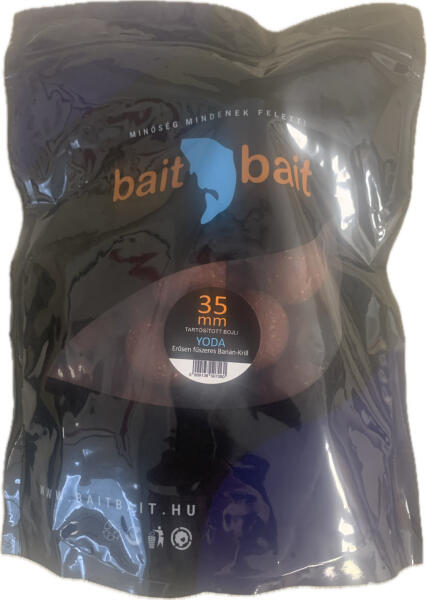 MINŐSÉG MINDENEK FELETT!
bait bait
35
mm
TARTÓSÍTOTT BOJLI
YODA
Erősen fűszeres Banán-Krill
WWW.BAITBAIT.HU